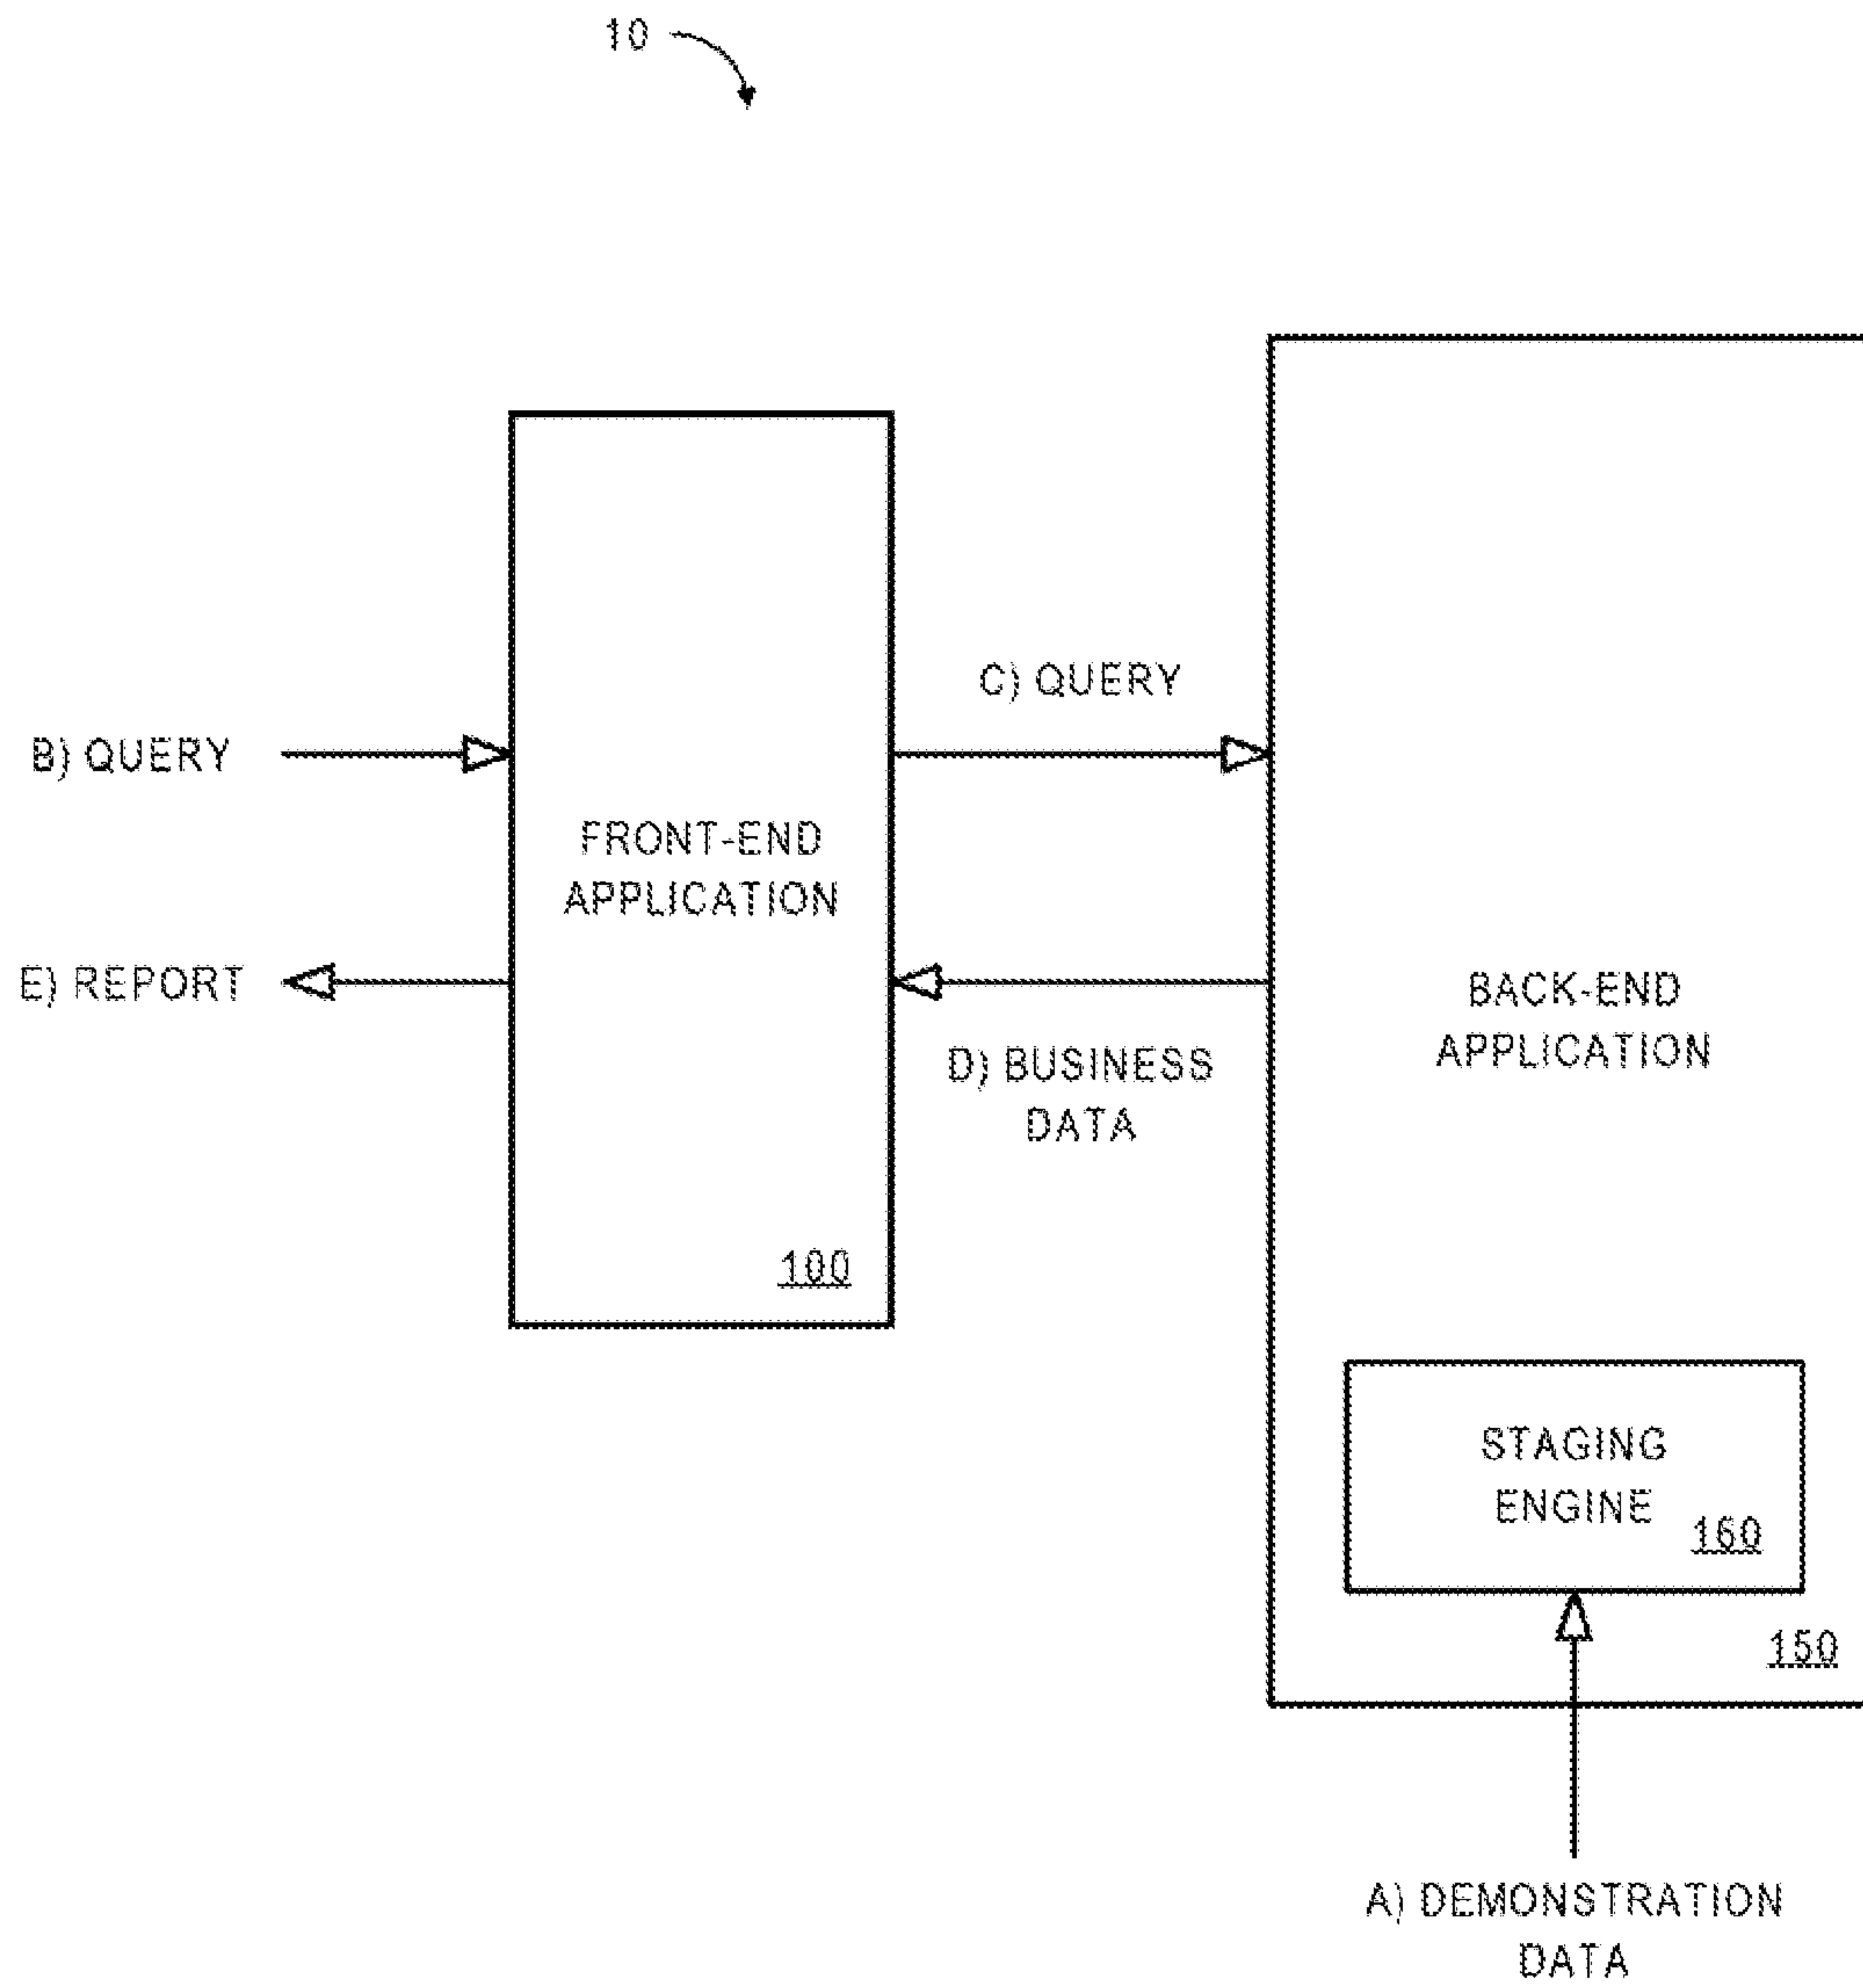 10
C) QUERY
B) QUERY
FRONT-END
APPLICATION
E) REPORT
BACK-END
APPLICATION
D) BUSINESS
DATA
100
STAGING
ENGINE
160
150
A) DEMONSTRATION
DATA